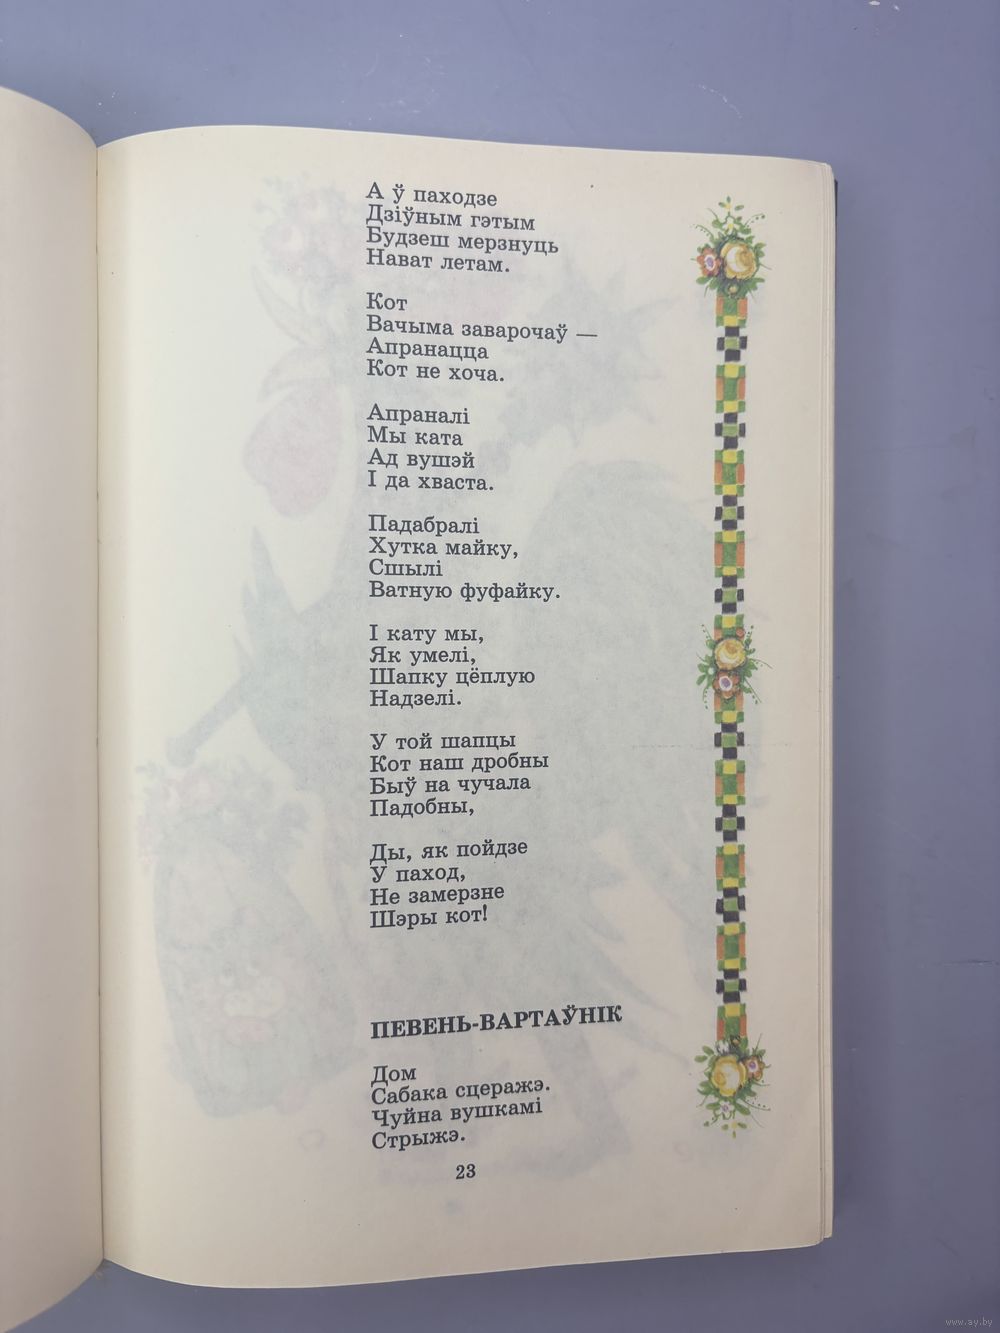 А ў паходзе
Дзіўным гэтым
Будзеш мерзнуць
Нават летам.
Кот
Вачыма заварочаў —
Апранацца
Кот не хоча.
Апраналі
Мы ката
Ад вушэй
І да хваста.
Падабралі
Хутка майку,
Сшылі
Ватную фуфайку.
І кату мы,
Як умелі,
Шапку цёплую
Надзелі.
У той шапцы
Кот наш дробны
Быў на чучала
Падобны,
Ды, як пойдзе
У паход,
Не замерзне
Шэры кот!
ПЕВЕНЬ-ВАРТАЎНІК
Дом
Сабака сцеражэ.
Чуйна вушкамі
Стрыжэ.
23
www.ay.by